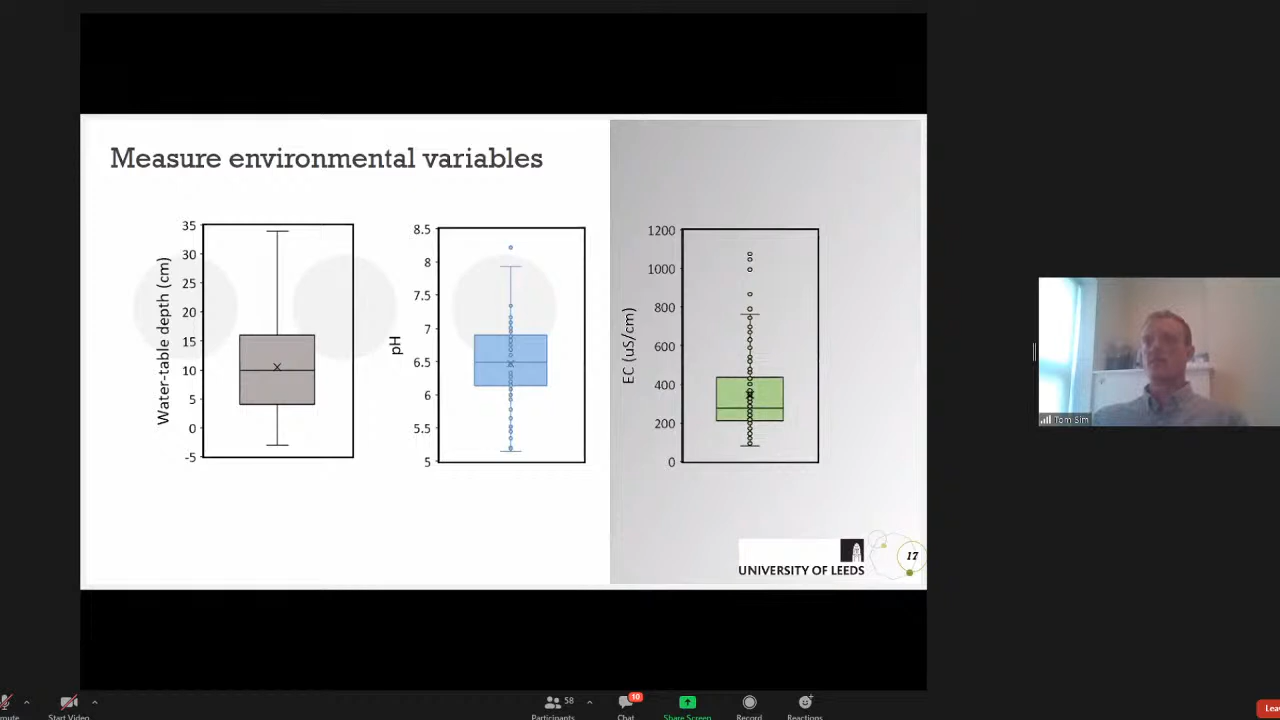 Measure environmental variables
Water-table depth (cm)
35
30
25
20
15
10
5
0
-5
pH
8.5
8
7.5
7
6.5
6
5.5
5
EC (uS/cm)
1200
1000
800
600
400
200
0
UNIVERSITY OF LEEDS
17
Tom Sim
58
10
mute
Start Video
Participants
Chat
Share Screen
Record
Reactions
Lea